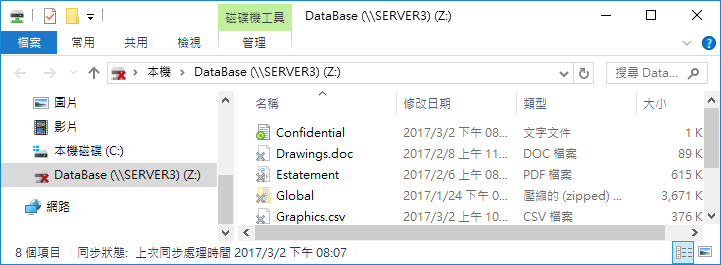 磁碟機工具 DataBase (\\SERVER3) (Z:)
檔案 常用 共用 檢視 管理
本機 DataBase (\\SERVER3) (Z:) 搜尋 Data...
圖片
影片
本機磁碟 (C:)
DataBase (\\SERVER3) (Z:)
網路
名稱 修改日期 類型 大小
Confidential 2017/3/2 下午 08... 文字文件 1 K
Drawings.doc 2017/2/8 上午 11... DOC 檔案 89 K
Estatement 2017/2/6 下午 08... PDF 檔案 615 K
Global 2017/1/24 下午 0... 壓縮的 (zipped) ... 3,671 K
Graphics.csv 2017/3/2 上午 10... CSV 檔案 376 K
8 個項目 同步狀態: 上次同步處理時間 2017/3/2 下午 08:07